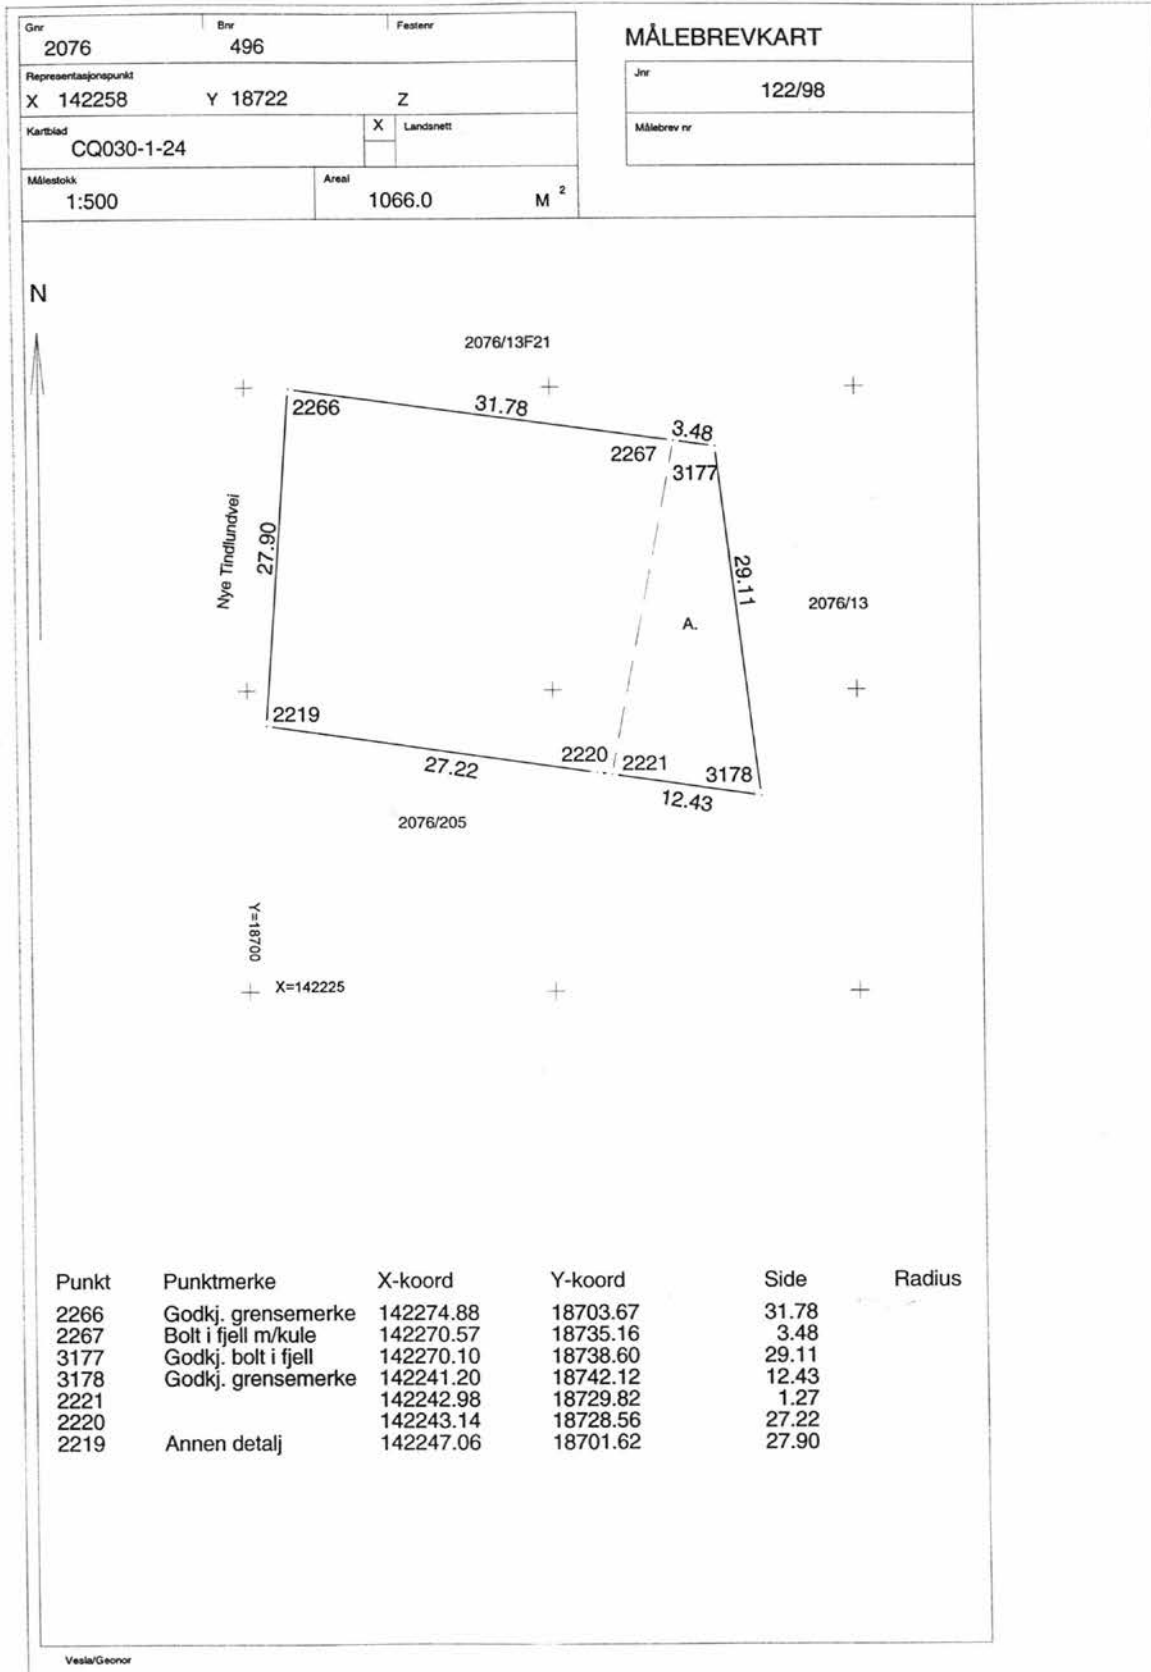 Gnr Bnr Festenr
2076 496
MÅLEBREVKART
Representasjonspunkt
X 142258 Y 18722 Z
Jnr
122/98
Kartblad X Landsnett
CQ030-1-24
Målebrev nr
Målestokk Areal
1:500 1066.0 M 2
N
2076/13F21
2266
31.78
3.48
2267
3177
Nye Tindlundvei
27.90
29.11
2076/13
A.
2219
2220
2221
3178
27.22
12.43
2076/205
Y=18700
X=142225
Punkt Punktmerke X-koord Y-koord Side Radius
2266 Godkj. grensemerke 142274.88 18703.67 31.78
2267 Bolt i fjell m/kule 142270.57 18735.16 3.48
3177 Godkj. bolt i fjell 142270.10 18738.60 29.11
3178 Godkj. grensemerke 142241.20 18742.12 12.43
2221 142242.98 18729.82 1.27
2220 142243.14 18728.56 27.22
2219 Annen detalj 142247.06 18701.62 27.90
Vesla/Geonor